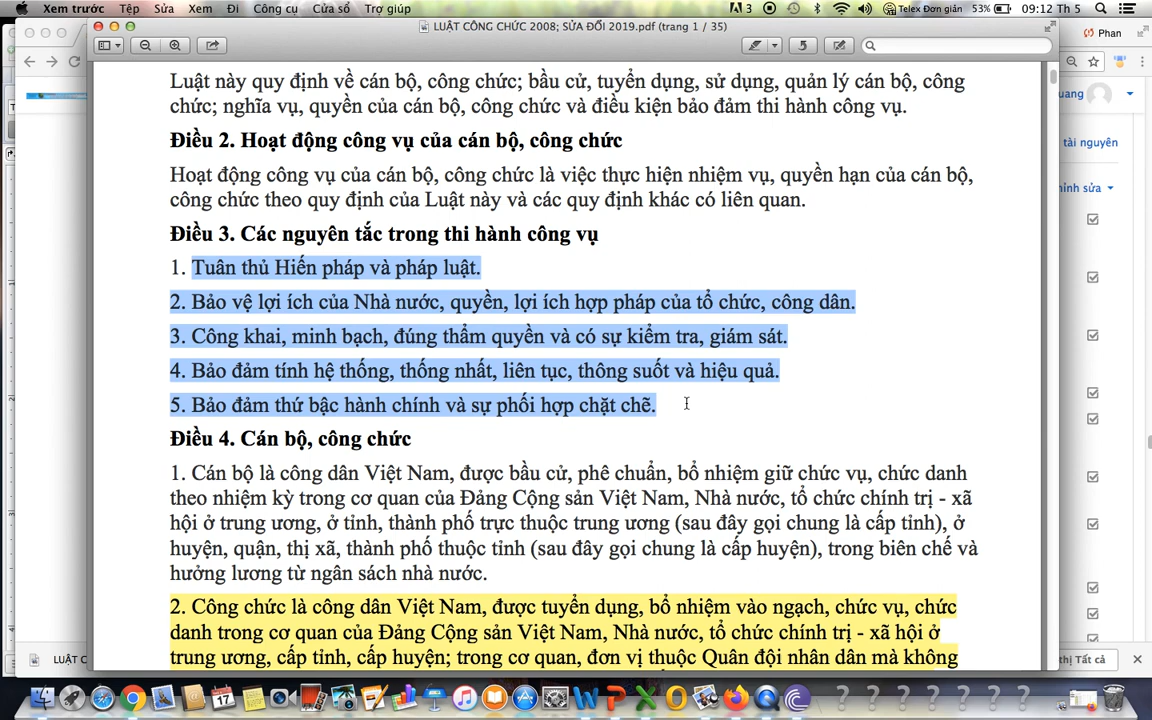 Xem trước Tệp Sửa Xem Đi Công cụ Cửa sổ Trợ giúp 3 Telex Đơn giản 53% 09:12 Th 5
LUẬT CÔNG CHỨC 2008; SỬA ĐỔI 2019.pdf (trang 1 / 35)
Phan
Luật này quy định về cán bộ, công chức; bầu cử, tuyển dụng, sử dụng, quản lý cán bộ, công
chức; nghĩa vụ, quyền của cán bộ, công chức và điều kiện bảo đảm thi hành công vụ.
uang
Điều 2. Hoạt động công vụ của cán bộ, công chức
tài nguyên
Hoạt động công vụ của cán bộ, công chức là việc thực hiện nhiệm vụ, quyền hạn của cán bộ,
công chức theo quy định của Luật này và các quy định khác có liên quan.
hỉnh sửa
Điều 3. Các nguyên tắc trong thi hành công vụ
1. Tuân thủ Hiến pháp và pháp luật.
2. Bảo vệ lợi ích của Nhà nước, quyền, lợi ích hợp pháp của tổ chức, công dân.
3. Công khai, minh bạch, đúng thẩm quyền và có sự kiểm tra, giám sát.
4. Bảo đảm tính hệ thống, thống nhất, liên tục, thông suốt và hiệu quả.
5. Bảo đảm thứ bậc hành chính và sự phối hợp chặt chẽ.
Điều 4. Cán bộ, công chức
1. Cán bộ là công dân Việt Nam, được bầu cử, phê chuẩn, bổ nhiệm giữ chức vụ, chức danh
theo nhiệm kỳ trong cơ quan của Đảng Cộng sản Việt Nam, Nhà nước, tổ chức chính trị - xã
hội ở trung ương, ở tỉnh, thành phố trực thuộc trung ương (sau đây gọi chung là cấp tỉnh), ở
huyện, quận, thị xã, thành phố thuộc tỉnh (sau đây gọi chung là cấp huyện), trong biên chế và
hưởng lương từ ngân sách nhà nước.
2. Công chức là công dân Việt Nam, được tuyển dụng, bổ nhiệm vào ngạch, chức vụ, chức
danh trong cơ quan của Đảng Cộng sản Việt Nam, Nhà nước, tổ chức chính trị - xã hội ở
trung ương, cấp tỉnh, cấp huyện; trong cơ quan, đơn vị thuộc Quân đội nhân dân mà không
LUẬT C
thị Tất cả
17